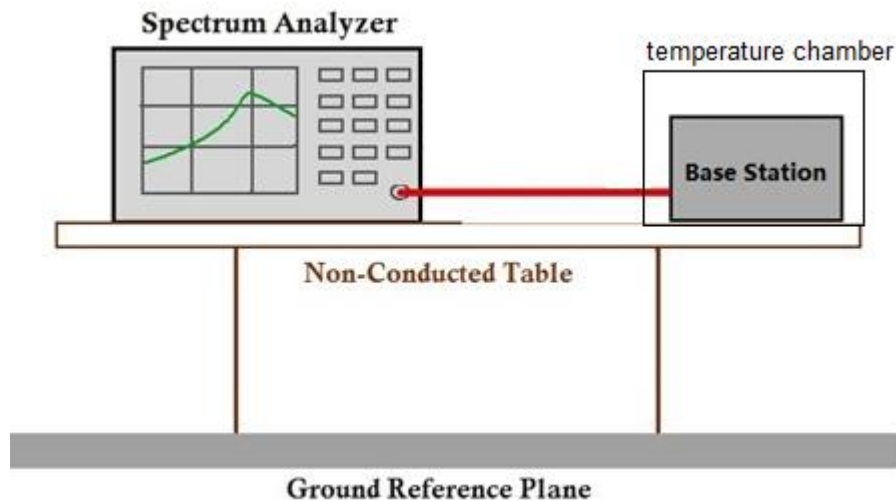 Spectrum Analyzer
temperature chamber
Base Station
Non-Conducted Table
Ground Reference Plane